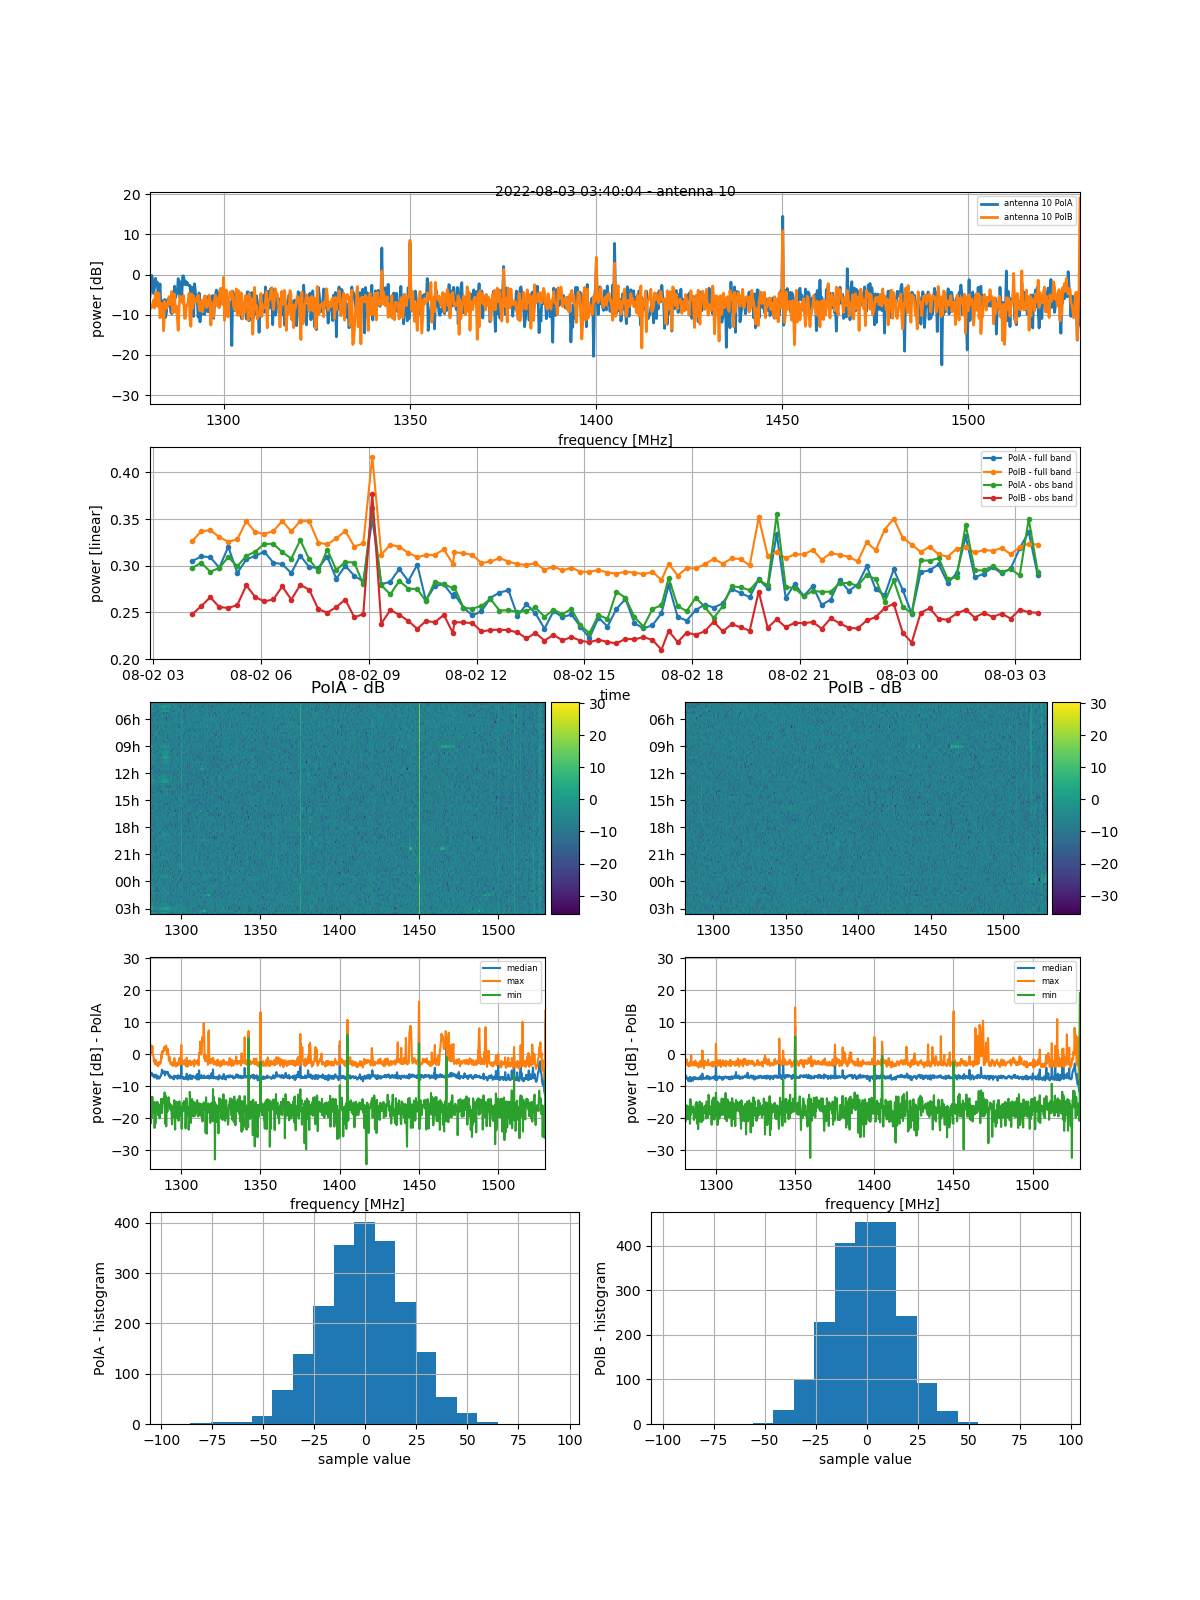 2022-08-03 03:40:04 - antenna 10
20
10
0
−10
−20
−30
power [dB]
antenna 10 PolA
antenna 10 PolB
1300 1350 1400 1450 1500
frequency [MHz]
0.40
0.35
0.30
0.25
0.20
power [linear]
PolA - full band
PolB - full band
PolA - obs band
PolB - obs band
08-02 03 08-02 06 08-02 09 08-02 12 08-02 15 08-02 18 08-02 21 08-03 00 08-03 03
time
PolA - dB
06h
09h
12h
15h
18h
21h
00h
03h
30
20
10
0
−10
−20
−30
1300 1350 1400 1450 1500
PolB - dB
06h
09h
12h
15h
18h
21h
00h
03h
30
20
10
0
−10
−20
−30
1300 1350 1400 1450 1500
30
20
10
0
−10
−20
−30
power [dB] - PolA
median
max
min
1300 1350 1400 1450 1500
frequency [MHz]
30
20
10
0
−10
−20
−30
power [dB] - PolB
median
max
min
1300 1350 1400 1450 1500
frequency [MHz]
400
300
200
100
0
PolA - histogram
−100 −75 −50 −25 0 25 50 75 100
sample value
400
300
200
100
0
PolB - histogram
−100 −75 −50 −25 0 25 50 75 100
sample value